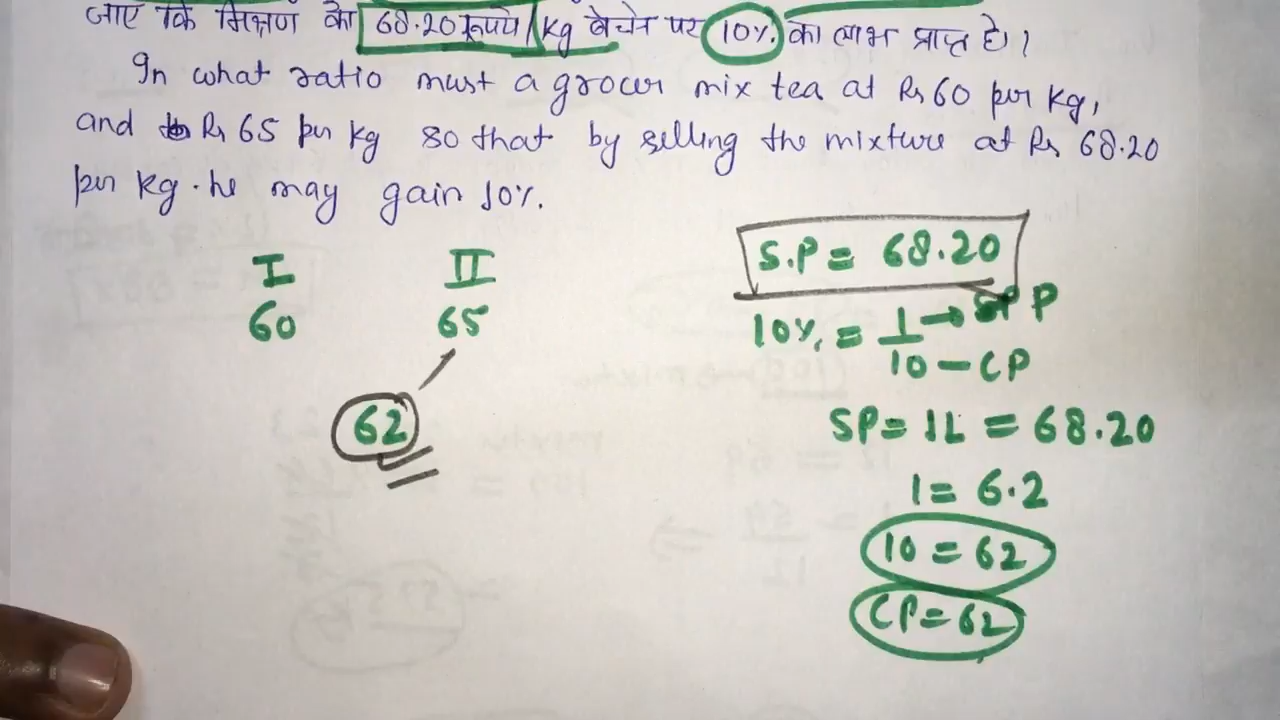 जाए कि मिश्रण को 68.20 रूपये/kg बेचने पर 10% का लाभ प्राप्त हो।
In what ratio must a grocer mix tea at Rs 60 per kg,
and Rs 65 per kg so that by selling the mixture at Rs 68.20
per kg. he may gain 10%.
I II
60 65
62
S.P = 68.20
10% = 1/10 → P
- CP
SP = 11 = 68.20
1 = 6.2
10 = 62
CP = 62